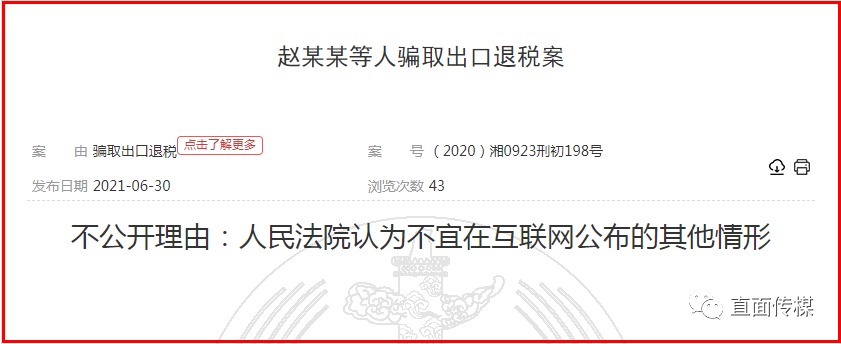 赵某某等人骗取出口退税案
案 由 骗取出口退税 点击了解更多 案 号 （2020）湘0923刑初198号
发布日期 2021-06-30 浏览次数 43
不公开理由：人民法院认为不宜在互联网公布的其他情形
直面传媒